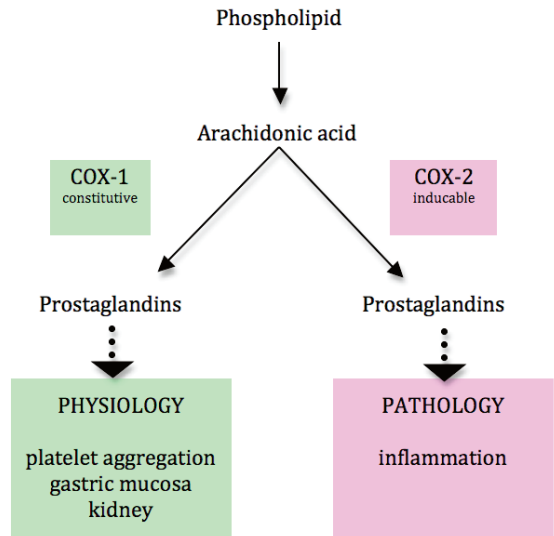 Phospholipid
Arachidonic acid
COX-1
constitutive
COX-2
inducable
Prostaglandins
Prostaglandins
PHYSIOLOGY
platelet aggregation
gastric mucosa
kidney
PATHOLOGY
inflammation